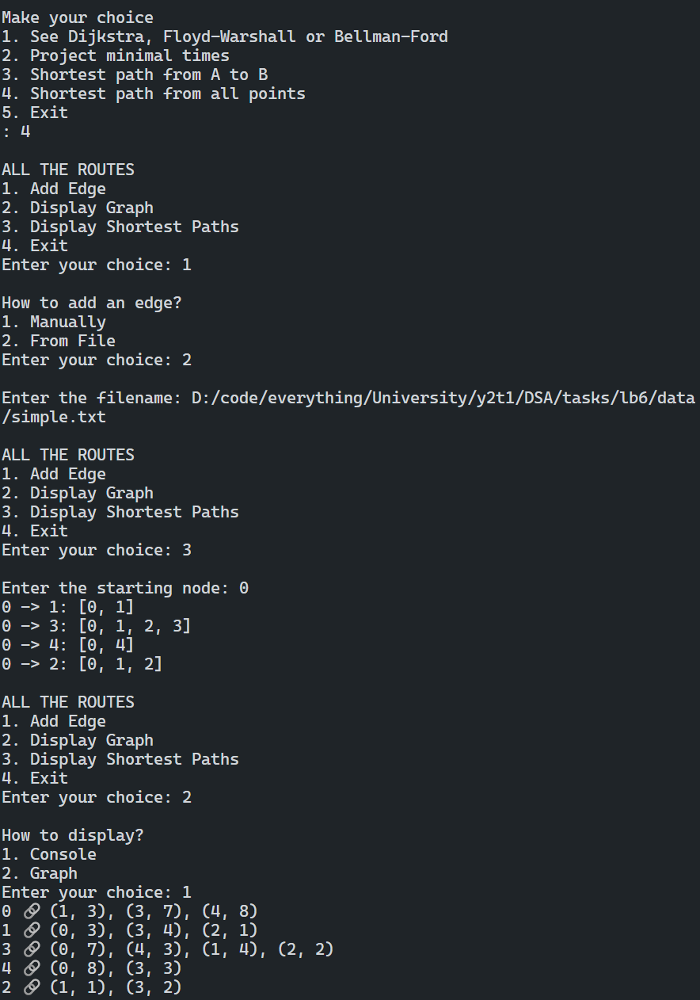 Make your choice
1. See Dijkstra, Floyd-Warshall or Bellman-Ford
2. Project minimal times
3. Shortest path from A to B
4. Shortest path from all points
5. Exit
: 4
ALL THE ROUTES
1. Add Edge
2. Display Graph
3. Display Shortest Paths
4. Exit
Enter your choice: 1
How to add an edge?
1. Manually
2. From File
Enter your choice: 2
Enter the filename: D:/code/everything/University/y2t1/DSA/tasks/lb6/data
/simple.txt
ALL THE ROUTES
1. Add Edge
2. Display Graph
3. Display Shortest Paths
4. Exit
Enter your choice: 3
Enter the starting node: 0
0 -> 1: [0, 1]
0 -> 3: [0, 1, 2, 3]
0 -> 4: [0, 4]
0 -> 2: [0, 1, 2]
ALL THE ROUTES
1. Add Edge
2. Display Graph
3. Display Shortest Paths
4. Exit
Enter your choice: 2
How to display?
1. Console
2. Graph
Enter your choice: 1
0 🔗 (1, 3), (3, 7), (4, 8)
1 🔗 (0, 3), (3, 4), (2, 1)
3 🔗 (0, 7), (4, 3), (1, 4), (2, 2)
4 🔗 (0, 8), (3, 3)
2 🔗 (1, 1), (3, 2)